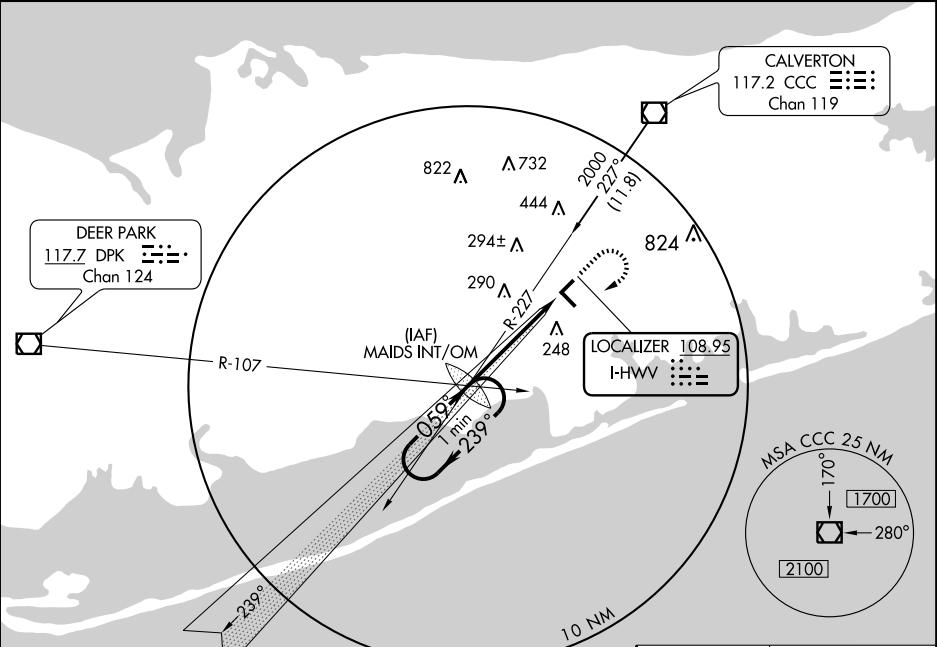 CALVERTON
117.2 CCC
Chan 119
822
732
2000
227°
(11.8)
444
824
294±
DEER PARK
117.7 DPK
Chan 124
290
R-227
(IAF)
MAIDS INT/OM
248
LOCALIZER 108.95
I-HWV
R-107
059°
1 min
239°
MSA CCC 25 NM
170°
1700
280°
2100
239°
10 NM